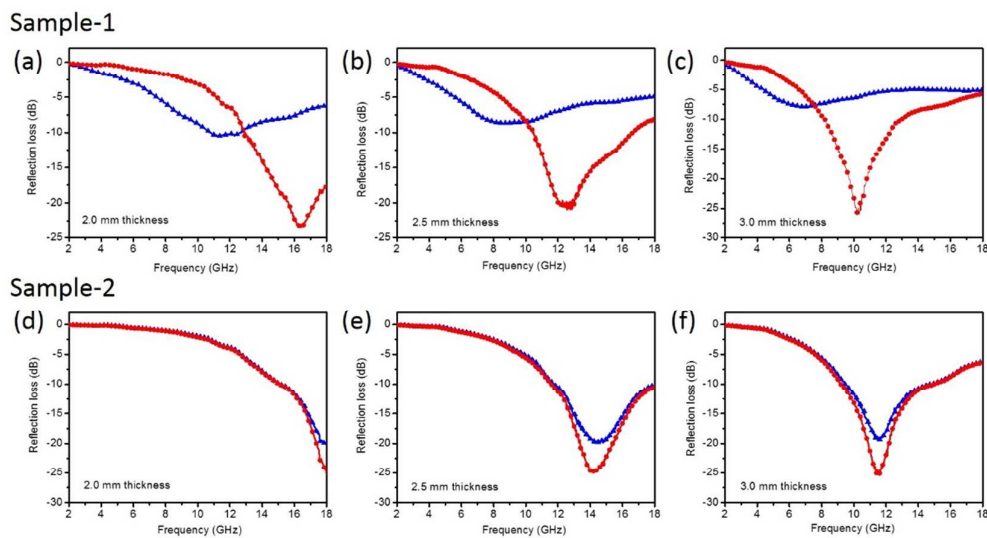 Sample-1
(a)
0
-5
-10
-15
-20
-25
Reflection loss (dB)
2.0 mm thickness
2 4 6 8 10 12 14 16 18
Frequency (GHz)
(b)
0
-5
-10
-15
-20
-25
Reflection loss (dB)
2.5 mm thickness
2 4 6 8 10 12 14 16 18
Frequency (GHz)
(c)
0
-5
-10
-15
-20
-25
-30
Reflection loss (dB)
3.0 mm thickness
2 4 6 8 10 12 14 16 18
Frequency (GHz)
Sample-2
(d)
0
-5
-10
-15
-20
-25
-30
Reflection loss (dB)
2.0 mm thickness
2 4 6 8 10 12 14 16 18
Frequency (GHz)
(e)
0
-5
-10
-15
-20
-25
-30
Reflection loss (dB)
2.5 mm thickness
2 4 6 8 10 12 14 16 18
Frequency (GHz)
(f)
0
-5
-10
-15
-20
-25
-30
Reflection loss (dB)
3.0 mm thickness
2 4 6 8 10 12 14 16 18
Frequency (GHz)